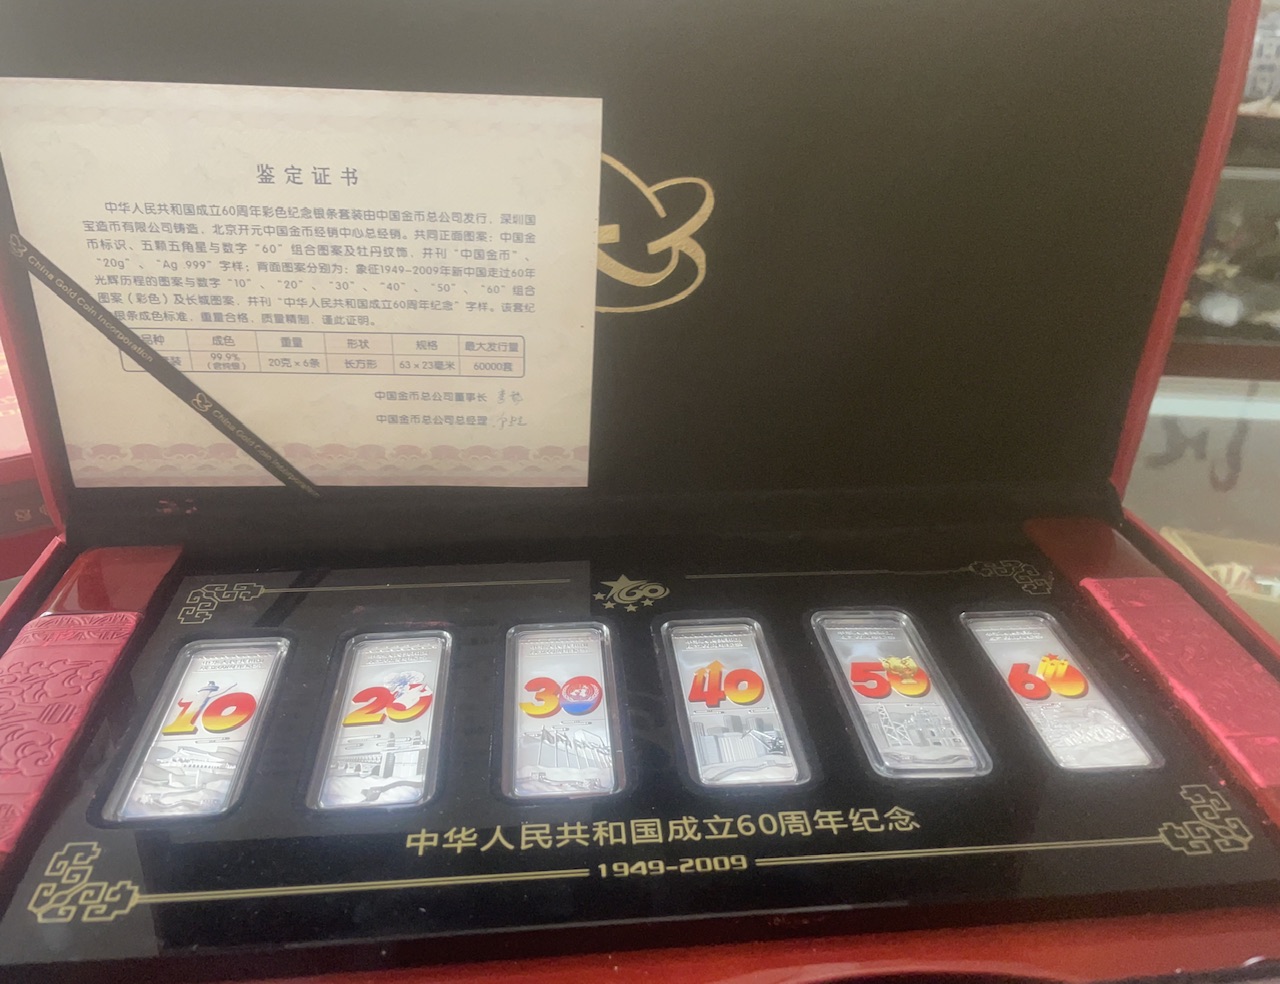 鉴定证书
中华人民共和国成立60周年彩色纪念银条套装由中国金币总公司发行，深圳国
宝造币有限公司铸造，北京开元中国金币经销中心总经销。共同正面图案：中国金
币标识、五颗五角星与数字“60”组合图案及牡丹纹饰，并刊“中国金币”、
“20g”、“Ag .999”字样；背面图案分别为：象征1949-2009年新中国走过60年
光辉历程的图案与数字“10”、“20”、“30”、“40”、“50”、“60”组合
图案（彩色）及长城图案，并刊“中华人民共和国成立60周年纪念”字样。该套纪
银条成色标准，重量合格，质量精制，谨此证明。
品种 成色 重量 形状 规格 最大发行量
装 99.9% 20克×6条 长方形 63×23毫米 60000套
中国金币总公司董事长
中国金币总公司总经理
China Gold Coin Incorporation
China Gold Coin Incorporation
60
10 20 30 40 50 60
中华人民共和国成立60周年纪念
1949-2009